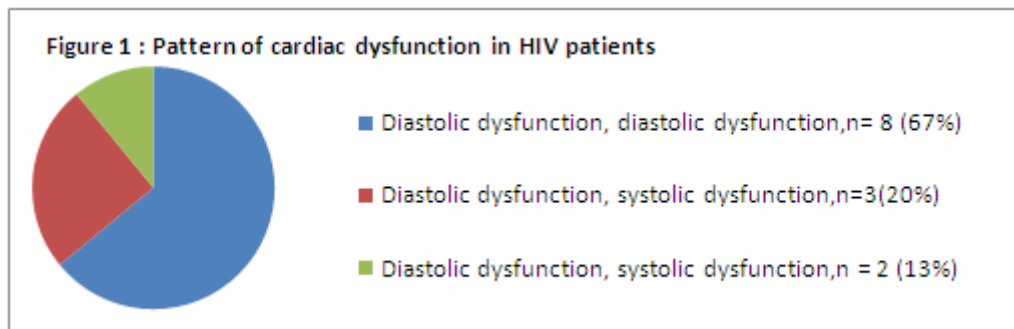 Figure 1 : Pattern of cardiac dysfunction in HIV patients
Diastolic dysfunction, diastolic dysfunction,n= 8 (67%)
Diastolic dysfunction, systolic dysfunction,n=3(20%)
Diastolic dysfunction, systolic dysfunction,n = 2 (13%)